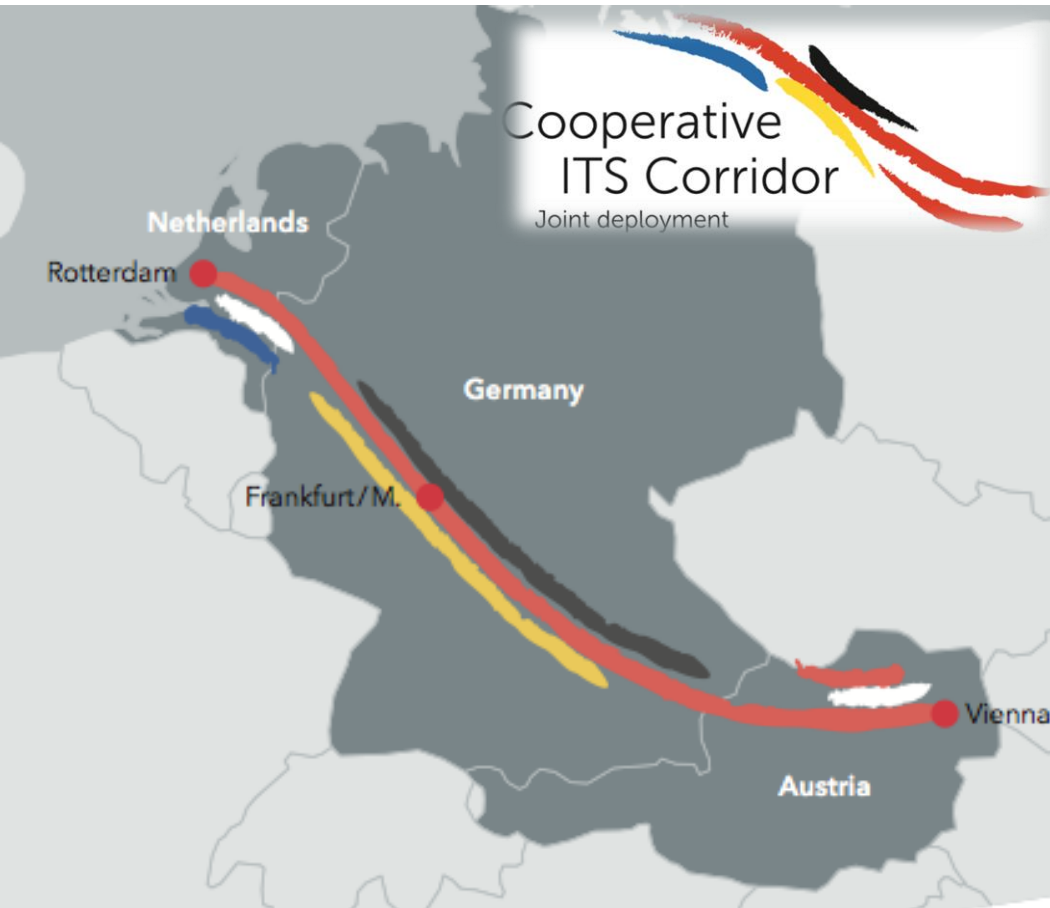 Cooperative
ITS Corridor
Joint deployment
Netherlands
Rotterdam
Germany
Frankfurt/M.
Vienna
Austria